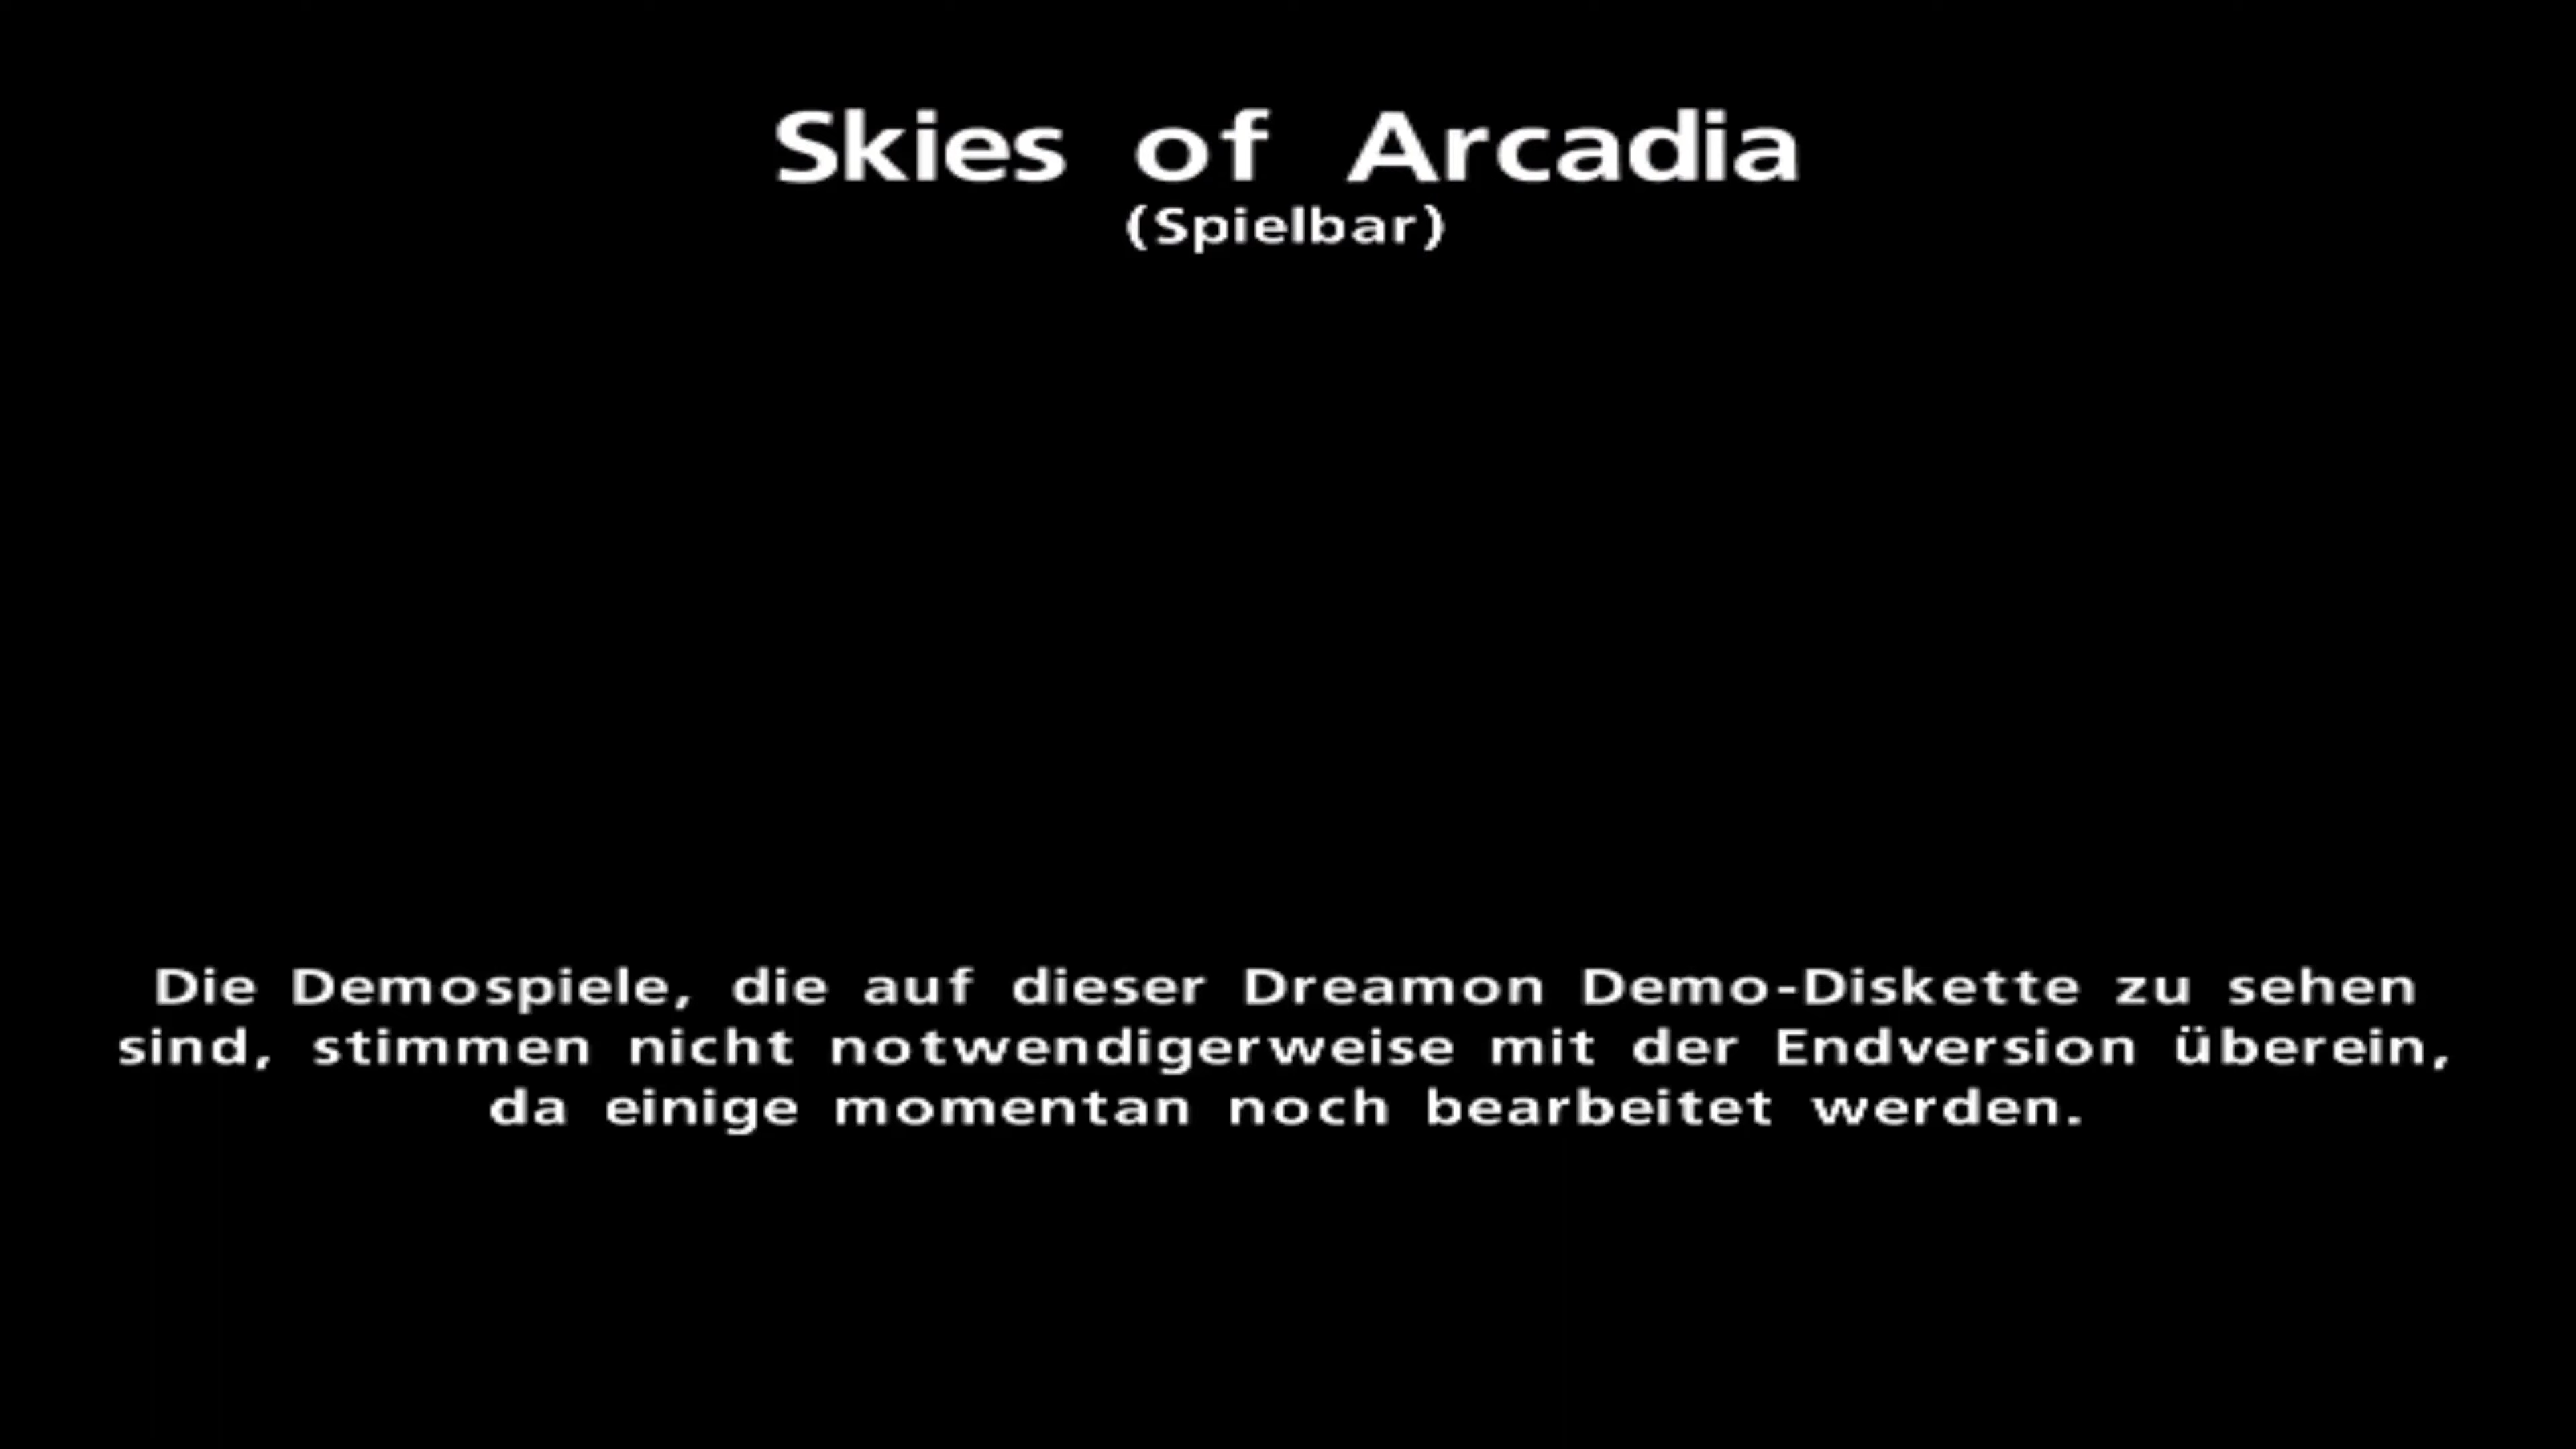 Skies of Arcadia
(Spielbar)
Die Demospiele, die auf dieser Dreamon Demo-Diskette zu sehen
sind, stimmen nicht notwendigerweise mit der Endversion überein,
da einige momentan noch bearbeitet werden.